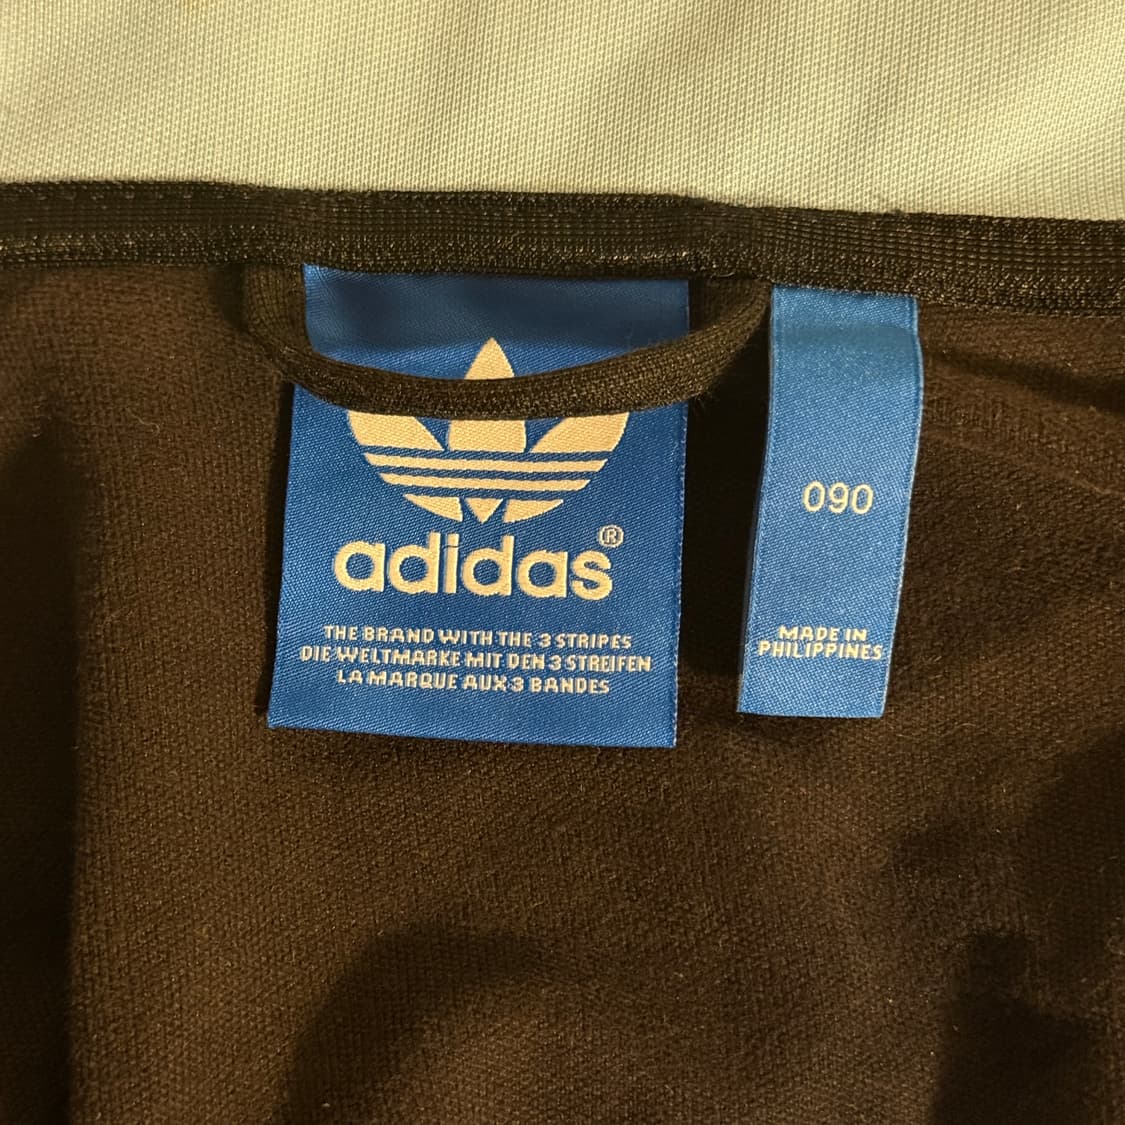 adidas®
THE BRAND WITH THE 3 STRIPES
DIE WELTMARKE MIT DEN 3 STREIFEN
LA MARQUE AUX 3 BANDES
090
MADE IN
PHILIPPINES